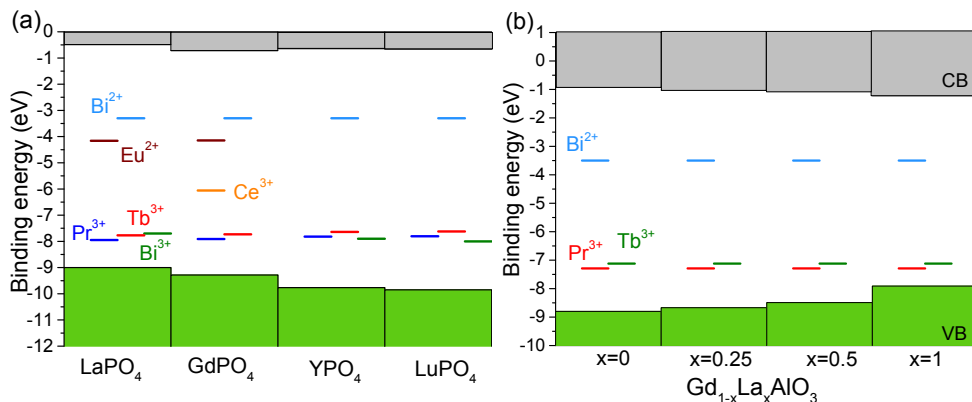 (a)
Binding energy (eV)
0
-1
-2
-3
-4
-5
-6
-7
-8
-9
-10
-11
-12
Bi²⁺
Eu²⁺
Ce³⁺
Tb³⁺
Pr³⁺
Bi³⁺
LaPO₄ GdPO₄ YPO₄ LuPO₄
(b)
Binding energy (eV)
1
0
-1
-2
-3
-4
-5
-6
-7
-8
-9
-10
CB
Bi²⁺
Tb³⁺
Pr³⁺
VB
x=0 x=0.25 x=0.5 x=1
Gd₁₋ₓLaₓAlO₃